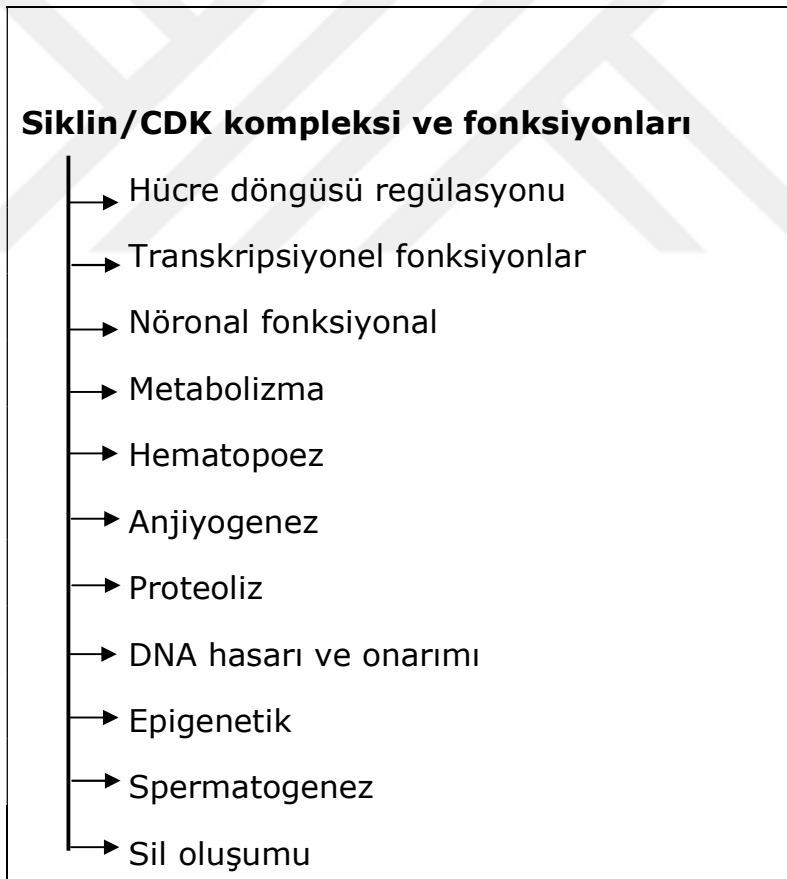 Siklin/CDK kompleksi ve fonksiyonları
Hücre döngüsü regülasyonu
Transkripsiyonel fonksiyonlar
Nöronal fonksiyonal
Metabolizma
Hematopoez
Anjiyogenez
Proteoliz
DNA hasarı ve onarımı
Epigenetik
Spermatogenez
Sil oluşumu